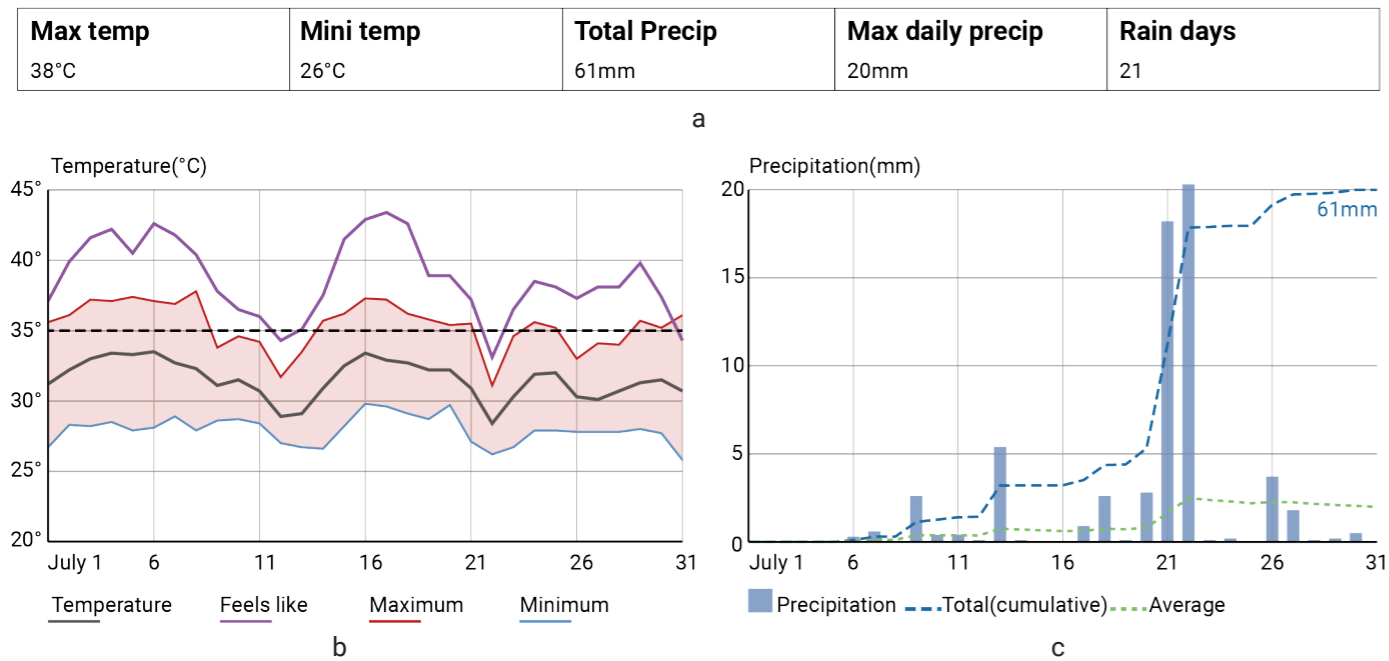 Max temp Mini temp Total Precip Max daily precip Rain days
38°C 26°C 61mm 20mm 21
a
Temperature(°C)
45°
40°
35°
30°
25°
20°
July 1 6 11 16 21 26 31
Temperature Feels like Maximum Minimum
b
Precipitation(mm)
20
61mm
15
10
5
0
July 1 6 11 16 21 26 31
Precipitation Total(cumulative) Average
c